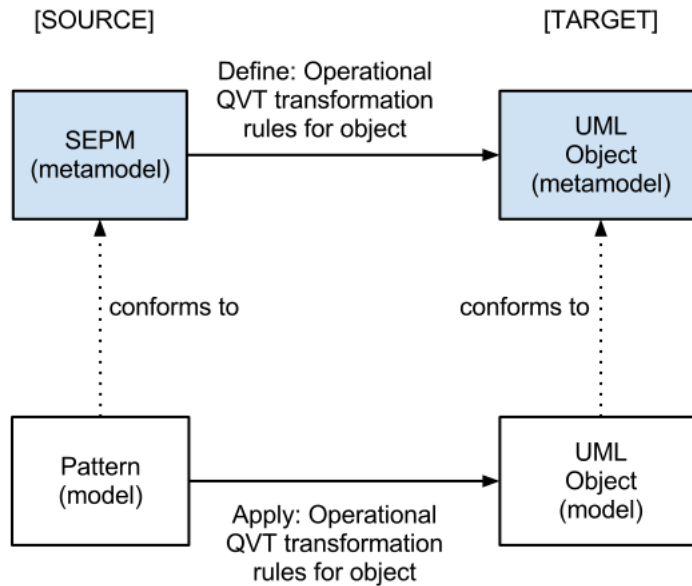 [SOURCE]
[TARGET]
Define: Operational
QVT transformation
rules for object
SEPM
(metamodel)
UML
Object
(metamodel)
conforms to
conforms to
Pattern
(model)
UML
Object
(model)
Apply: Operational
QVT transformation
rules for object